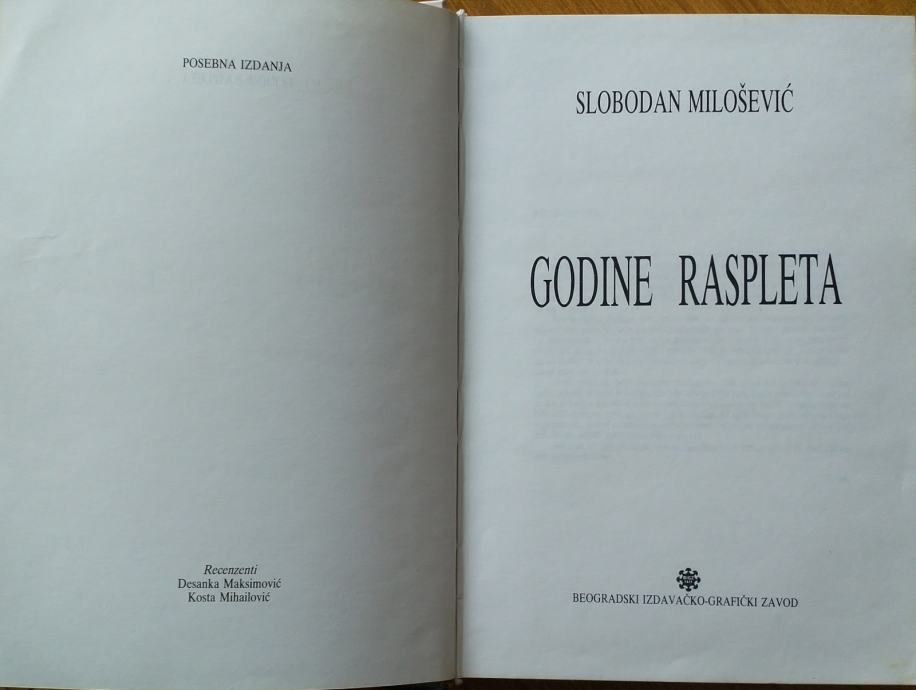 POSEBNA IZDANJA
Recenzenti
Desanka Maksimović
Kosta Mihailović
SLOBODAN MILOŠEVIĆ
GODINE RASPLETA
BEOGRADSKI IZDAVAČKO-GRAFIČKI ZAVOD